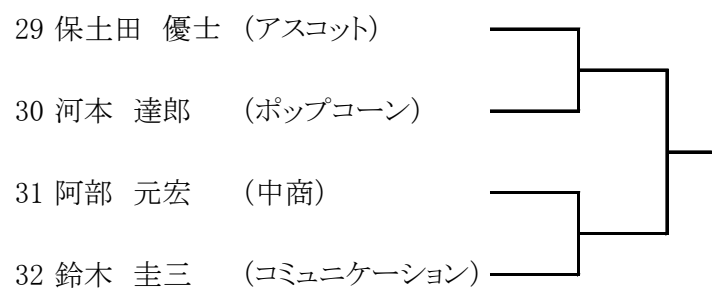 29 保土田 優士 (アスコット)
30 河本 達郎 (ポップコーン)
31 阿部 元宏 (中商)
32 鈴木 圭三 (コミュニケーション)